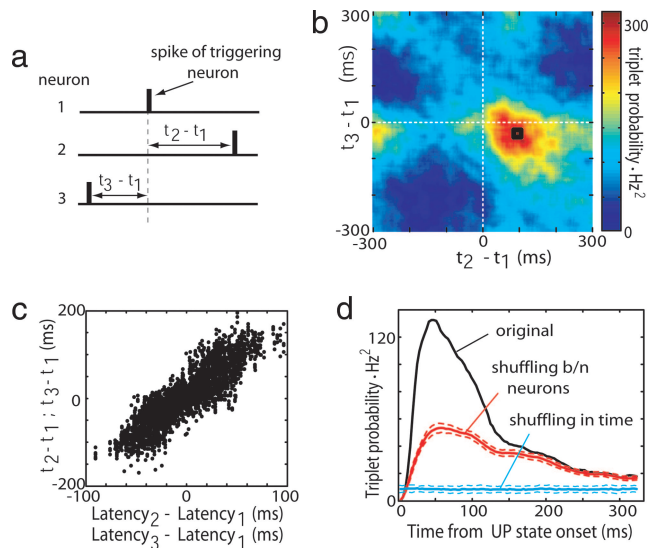 a
neuron
spike of triggering
neuron
1
t2 - t1
2
t3 - t1
3
b
300
0
-300
t3 - t1 (ms)
-300 0 300
t2 - t1 (ms)
300
0
triplet probability · Hz²
c
200
0
-200
t2 - t1 ; t3 - t1 (ms)
-100 0 100
Latency2 - Latency1 (ms)
Latency3 - Latency1 (ms)
d
120
60
0
Triplet probability · Hz²
original
shuffling b/n
neurons
shuffling in time
0 100 200 300
Time from UP state onset (ms)